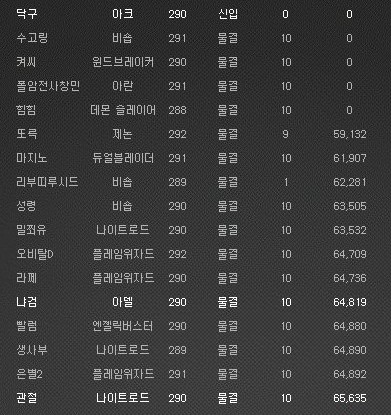 닥구 아크 290 신입 0 0
수고링 비숍 291 물결 10 0
켜씨 윈드브레이커 290 물결 10 0
폴암전사창민 아란 291 물결 10 0
힘힘 데몬 슬레이어 288 물결 10 0
또륵 제논 292 물결 9 59,132
마지노 듀얼블레이더 291 물결 10 61,907
리부띠루시드 비숍 289 물결 1 62,281
성령 비숍 290 물결 10 63,505
밀죄유 나이트로드 290 물결 10 63,532
오비탈D 플레임위자드 292 물결 10 64,709
라쩨 플레임위자드 290 물결 10 64,736
냐검 아델 290 물결 10 64,819
빨럼 엔젤릭버스터 290 물결 10 64,880
생사부 나이트로드 289 물결 10 64,890
은별2 플레임위자드 291 물결 10 64,892
관절 나이트로드 290 물결 10 65,635